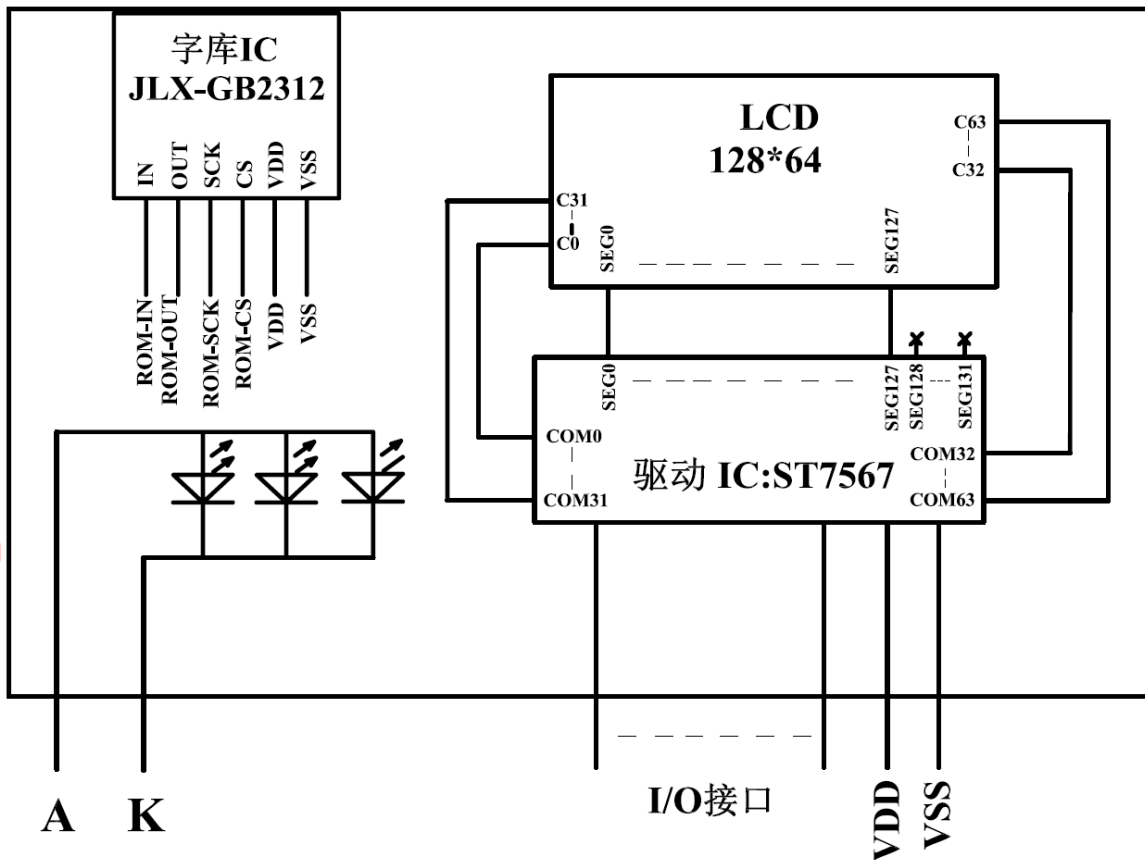 字库IC
JLX-GB2312
IN
OUT
SCK
CS
VDD
VSS
ROM-IN
ROM-OUT
ROM-SCK
ROM-CS
VDD
VSS
LCD
128*64
C63
C32
C31
C0
SEG0
SEG127
SEG0
SEG127
SEG128
SEG131
COM0
COM31
驱动 IC:ST7567
COM32
COM63
A
K
I/O接口
VDD
VSS